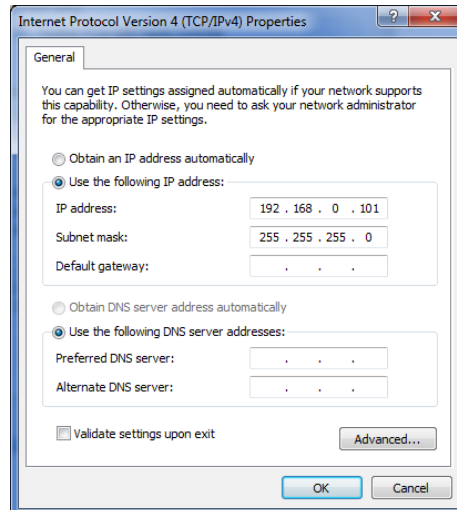 Internet Protocol Version 4 (TCP/IPv4) Properties
General
You can get IP settings assigned automatically if your network supports
this capability. Otherwise, you need to ask your network administrator
for the appropriate IP settings.
Obtain an IP address automatically
Use the following IP address:
IP address: 192 . 168 . 0 . 101
Subnet mask: 255 . 255 . 255 . 0
Default gateway: . . .
Obtain DNS server address automatically
Use the following DNS server addresses:
Preferred DNS server: . . .
Alternate DNS server: . . .
Validate settings upon exit
Advanced...
OK Cancel